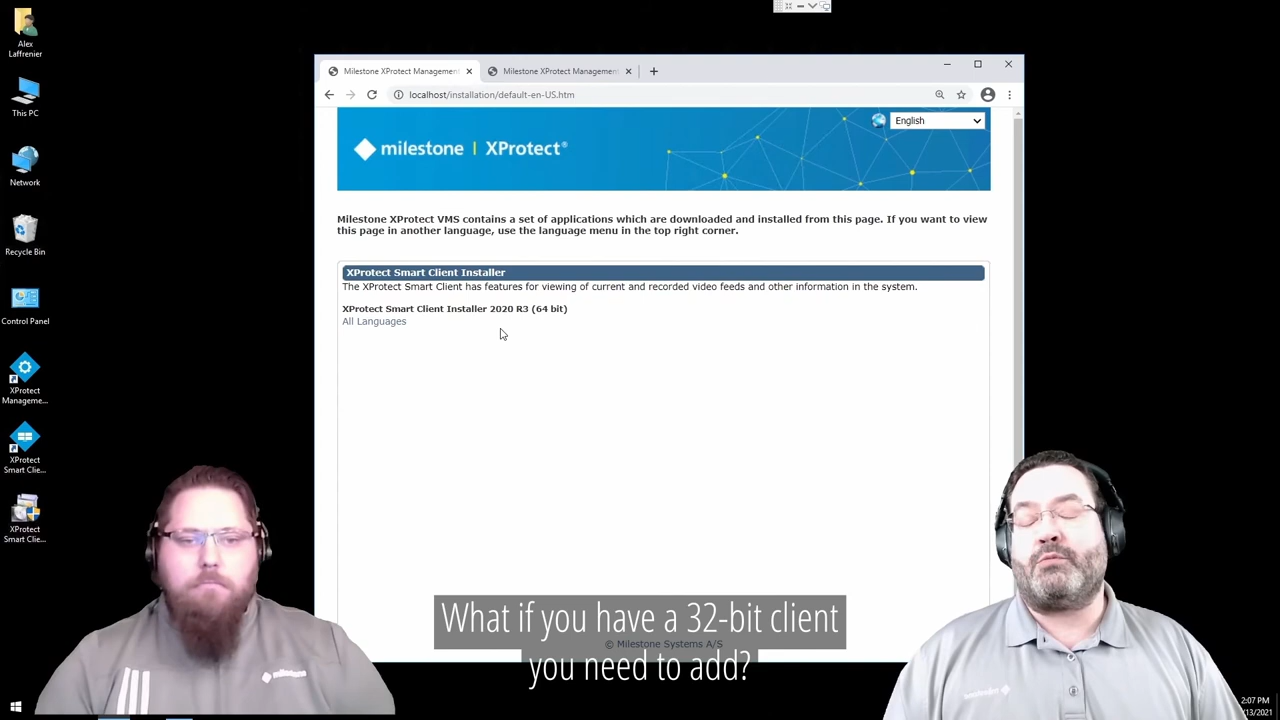 Alex
Laffrenier
This PC
Network
Recycle Bin
Control Panel
XProtect
Manageme...
XProtect
Smart Clie...
XProtect
Smart Clie...
Milestone XProtect Management
Milestone XProtect Management
localhost/installation/default-en-US.htm
English
milestone | XProtect®
Milestone XProtect VMS contains a set of applications which are downloaded and installed from this page. If you want to view
this page in another language, use the language menu in the top right corner.
XProtect Smart Client Installer
The XProtect Smart Client has features for viewing of current and recorded video feeds and other information in the system.
XProtect Smart Client Installer 2020 R3 (64 bit)
All Languages
What if you have a 32-bit client
© Milestone Systems A/S
you need to add?
milestone
2:07 PM
/13/2021